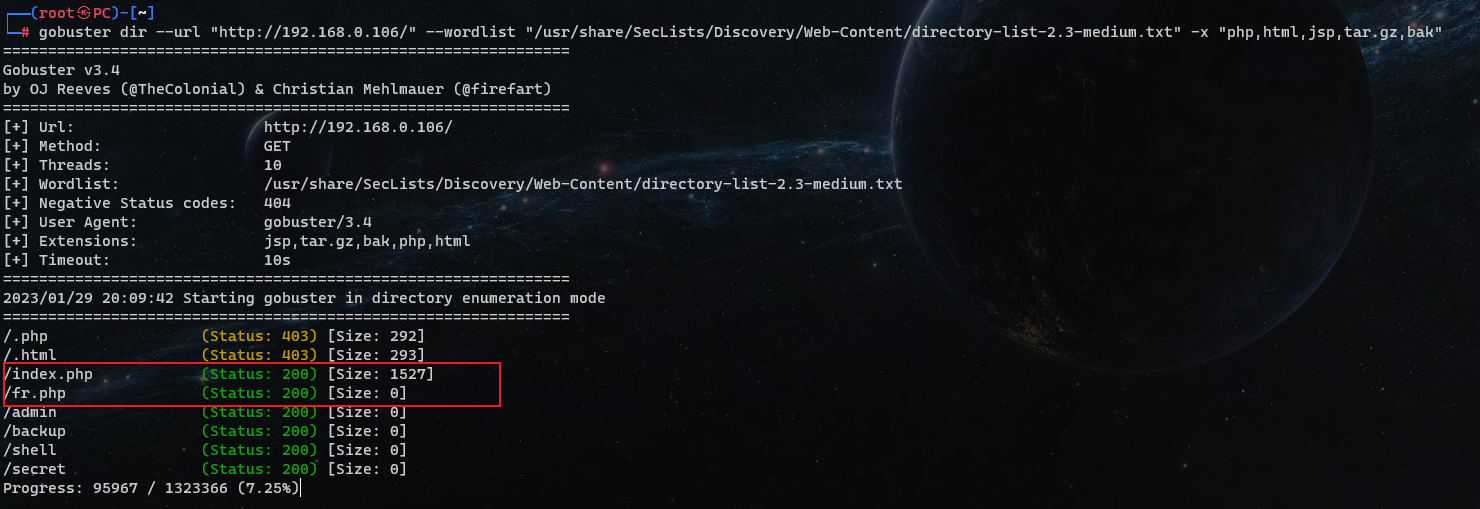 ┌──(root㉿PC)-[~]
└─# gobuster dir --url "http://192.168.0.106/" --wordlist "/usr/share/SecLists/Discovery/Web-Content/directory-list-2.3-medium.txt" -x "php,html,jsp,tar.gz,bak"
===============================================================
Gobuster v3.4
by OJ Reeves (@TheColonial) & Christian Mehlmauer (@firefart)
===============================================================
[+] Url:                     http://192.168.0.106/
[+] Method:                  GET
[+] Threads:                 10
[+] Wordlist:                /usr/share/SecLists/Discovery/Web-Content/directory-list-2.3-medium.txt
[+] Negative Status codes:   404
[+] User Agent:              gobuster/3.4
[+] Extensions:              jsp,tar.gz,bak,php,html
[+] Timeout:                 10s
===============================================================
2023/01/29 20:09:42 Starting gobuster in directory enumeration mode
===============================================================
/.php                 (Status: 403) [Size: 292]
/.html                (Status: 403) [Size: 293]
/index.php            (Status: 200) [Size: 1527]
/fr.php               (Status: 200) [Size: 0]
/admin                (Status: 200) [Size: 0]
/backup               (Status: 200) [Size: 0]
/shell                (Status: 200) [Size: 0]
/secret               (Status: 200) [Size: 0]
Progress: 95967 / 1323366 (7.25%)